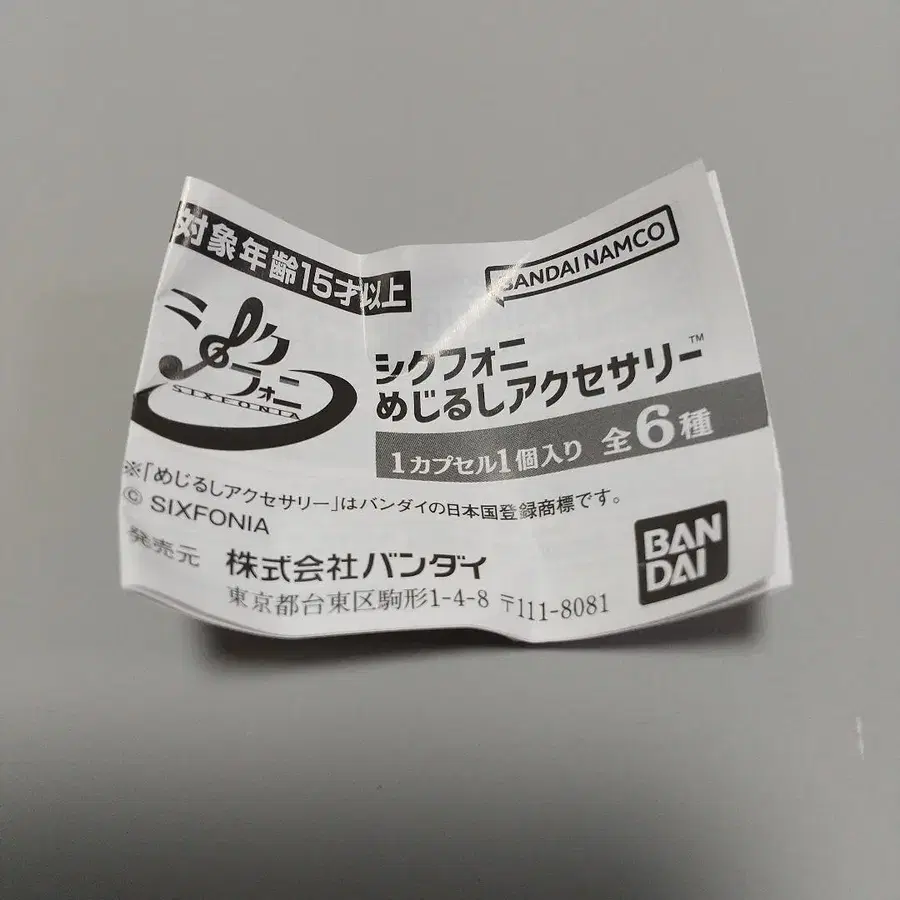 対象年齢15才以上
BANDAI NAMCO
シクフォニ
SIXFONIA
シクフォニ
めじるしアクセサリー™
1カプセル1個入り 全6種
※「めじるしアクセサリー」はバンダイの日本国登録商標です。
© SIXFONIA
発売元 株式会社バンダイ
東京都台東区駒形1-4-8 〒111-8081
BAN
DAI